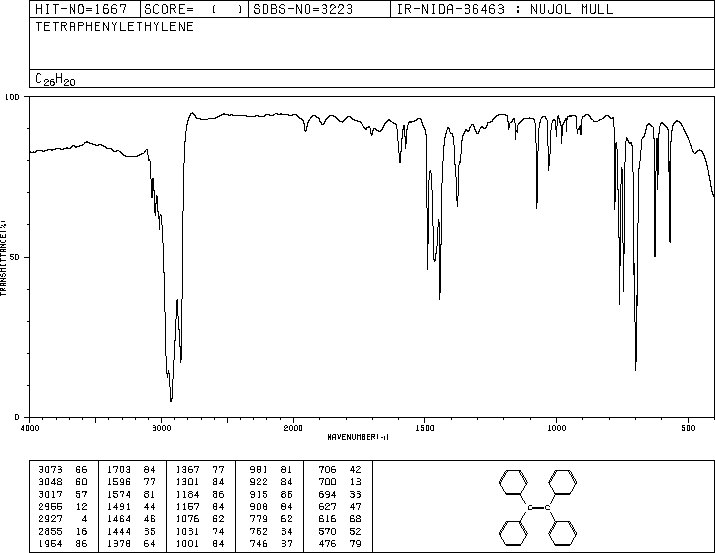 HIT-NO=1667 SCORE= ( ) SDBS-NO=3223 IR-NIDA-36463 : NUJOL MULL
TETRAPHENYLETHYLENE
C26H20
100
50
0
TRANSMITTANCE(%)
4000 3000 2000 1500 1000 500
WAVENUMBER(-1)
3073 66 1703 84 1367 77 981 81 706 42
3048 60 1596 77 1301 84 922 84 700 13
3017 57 1574 81 1184 86 915 86 694 33
2956 12 1491 44 1167 84 908 84 627 47
2927 4 1464 46 1076 62 779 62 616 68
2855 16 1444 35 1031 74 762 34 570 52
1954 86 1378 64 1001 84 746 37 476 79
C C